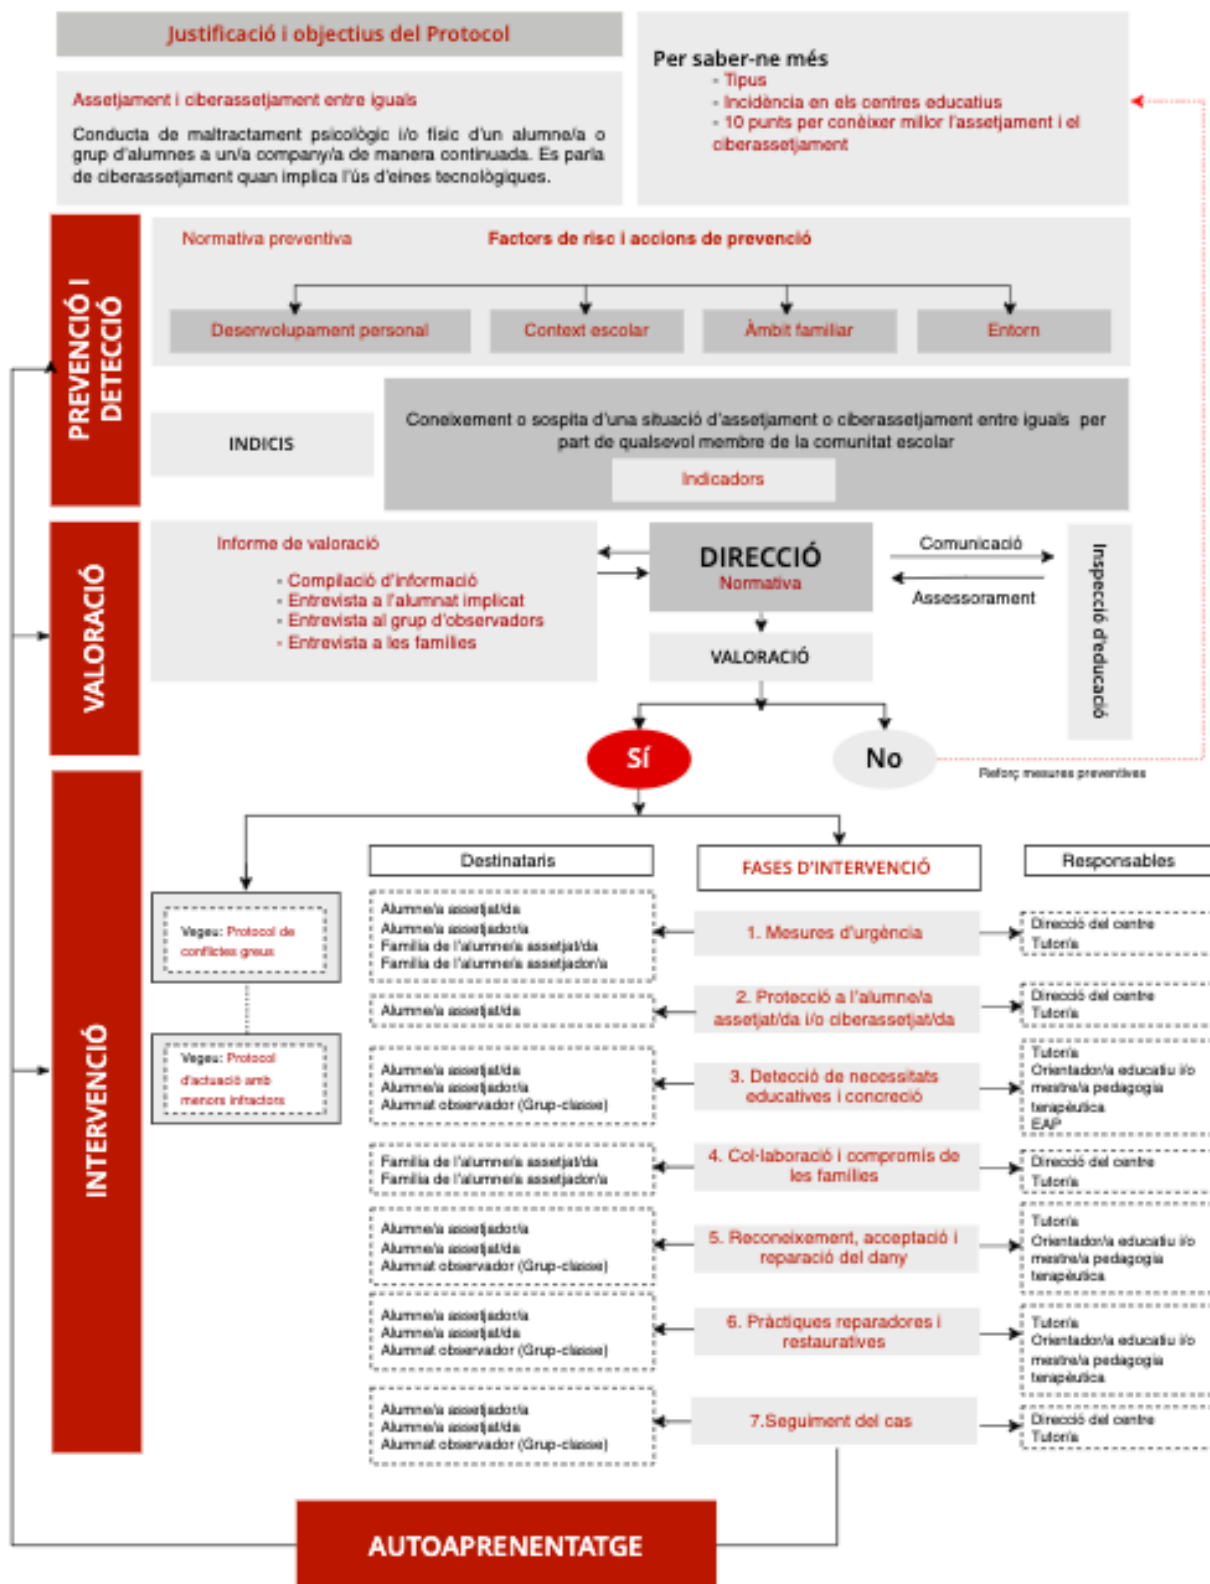 Justificació i objectius del Protocol
Assetjament i ciberassetjament entre iguals
Conducta de maltractament psicològic i/o físic d'un alumne/a o
grup d'alumnes a un/a company/a de manera continuada. Es parla
de ciberassetjament quan implica l'ús d'eines tecnològiques.
Per saber-ne més
- Tipus
- Incidència en els centres educatius
- 10 punts per conèixer millor l'assetjament i el
ciberassetjament
PREVENCIÓ I
DETECCIÓ
Normativa preventiva
Factors de risc i accions de prevenció
Desenvolupament personal
Context escolar
Àmbit familiar
Entorn
INDICIS
Coneixement o sospita d'una situació d'assetjament o ciberassetjament entre iguals per
part de qualsevol membre de la comunitat escolar
Indicadors
VALORACIÓ
Informe de valoració
- Compilació d'informació
- Entrevista a l'alumnat implicat
- Entrevista al grup d'observadors
- Entrevista a les famílies
DIRECCIÓ
Normativa
VALORACIÓ
Comunicació
Assessorament
Inspecció d'educació
Sí
No
Reforç mesures preventives
INTERVENCIÓ
Vegeu: Protocol de
conflictes greus
Vegeu: Protocol
d'actuació amb
menors infractors
Destinataris
FASES D'INTERVENCIÓ
Responsables
Alumne/a assetjat/da
Alumne/a assetjador/a
Família de l'alumne/a assetjat/da
Família de l'alumne/a assetjador/a
1. Mesures d'urgència
Direcció del centre
Tutor/a
Alumne/a assetjat/da
2. Protecció a l'alumne/a
assetjat/da i/o ciberassetjat/da
Direcció del centre
Tutor/a
Alumne/a assetjat/da
Alumne/a assetjador/a
Alumnat observador (Grup-classe)
3. Detecció de necessitats
educatives i concreció
Tutor/a
Orientador/a educatiu i/o
mestre/a pedagogia
terapèutica
EAP
Família de l'alumne/a assetjat/da
Família de l'alumne/a assetjador/a
4. Col·laboració i compromís de
les famílies
Direcció del centre
Tutor/a
Alumne/a assetjador/a
Alumne/a assetjat/da
Alumnat observador (Grup-classe)
5. Reconeixement, acceptació i
reparació del dany
Tutor/a
Orientador/a educatiu i/o
mestre/a pedagogia
terapèutica
Alumne/a assetjador/a
Alumne/a assetjat/da
Alumnat observador (Grup-classe)
6. Pràctiques reparadores i
restauratives
Tutor/a
Orientador/a educatiu i/o
mestre/a pedagogia
terapèutica
Alumne/a assetjador/a
Alumne/a assetjat/da
Alumnat observador (Grup-classe)
7.Seguiment del cas
Direcció del centre
Tutor/a
AUTOAPRENENTATGE